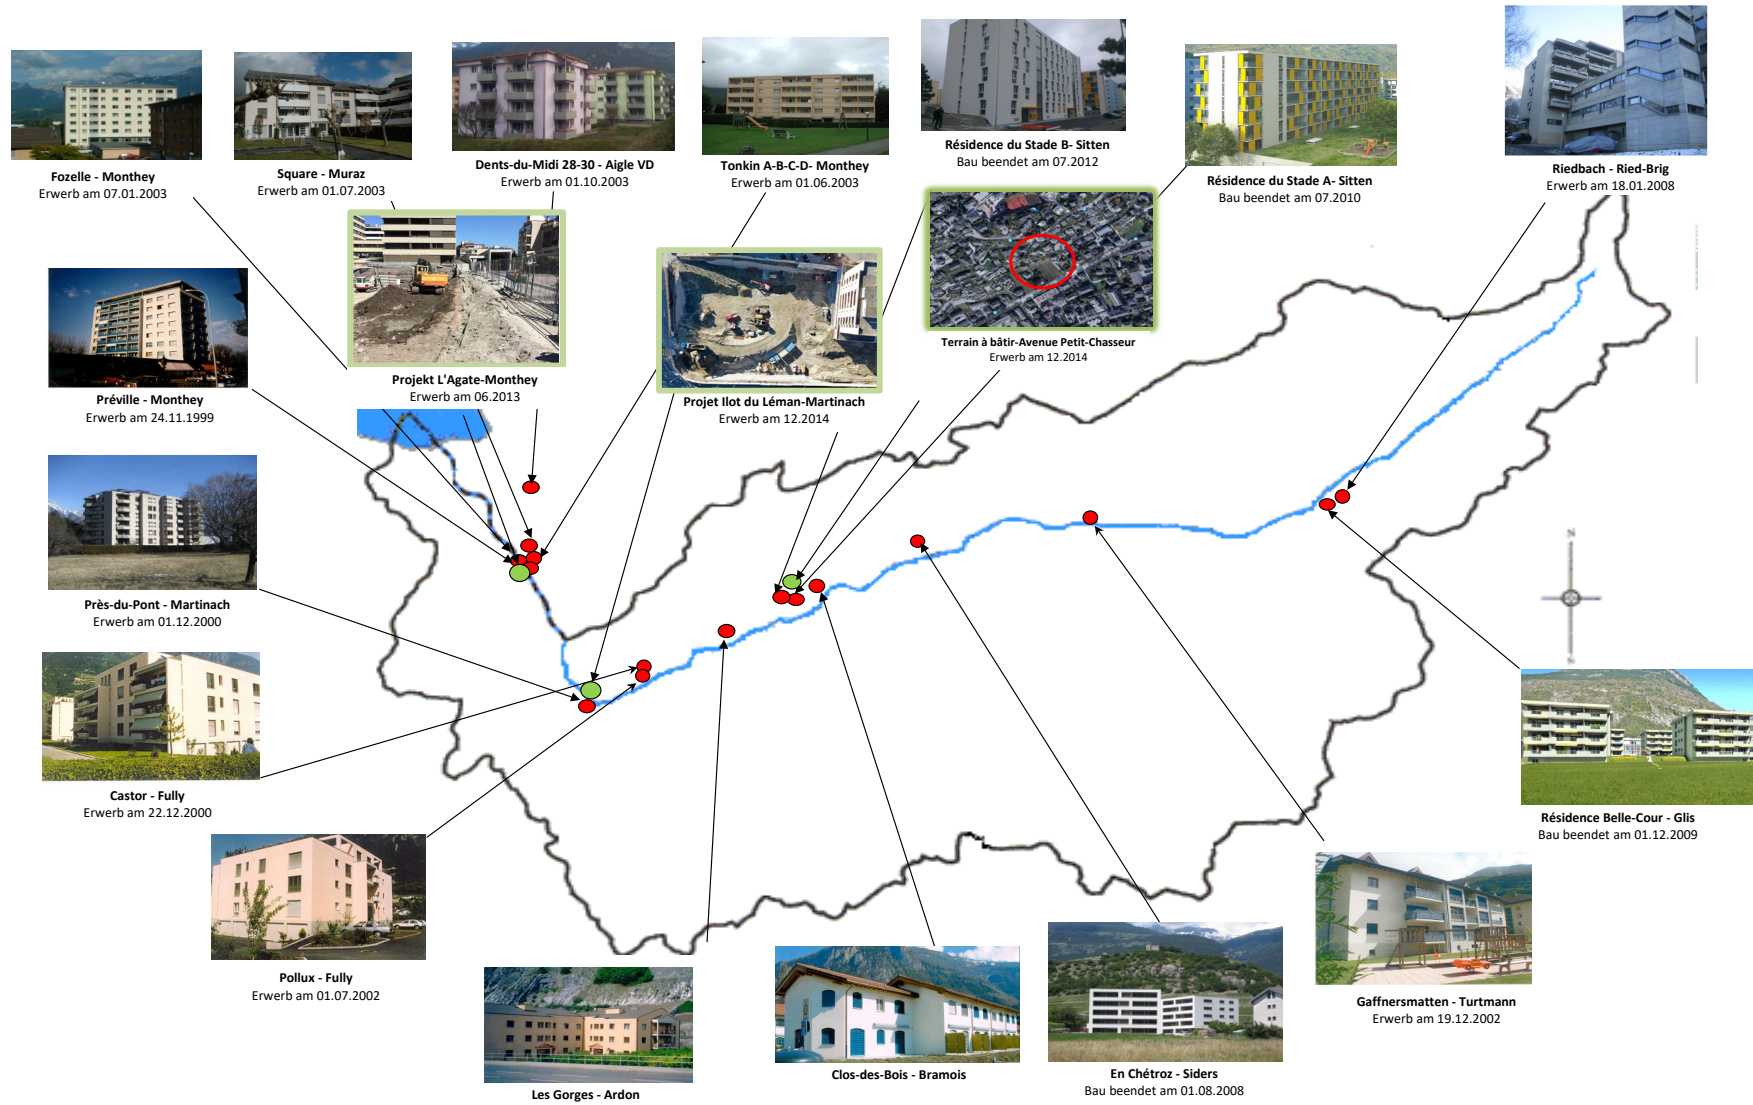 Fozelle - Monthey
Erwerb am 07.01.2003
Square - Muraz
Erwerb am 01.07.2003
Dents-du-Midi 28-30 - Aigle VD
Erwerb am 01.10.2003
Tonkin A-B-C-D- Monthey
Erwerb am 01.06.2003
Résidence du Stade B- Sitten
Bau beendet am 07.2012
Résidence du Stade A- Sitten
Bau beendet am 07.2010
Riedbach - Ried-Brig
Erwerb am 18.01.2008
Préville - Monthey
Erwerb am 24.11.1999
Projekt L'Agate-Monthey
Erwerb am 06.2013
Projet Ilot du Léman-Martinach
Erwerb am 12.2014
Terrain à bâtir-Avenue Petit-Chasseur
Erwerb am 12.2014
Près-du-Pont - Martinach
Erwerb am 01.12.2000
Castor - Fully
Erwerb am 22.12.2000
Pollux - Fully
Erwerb am 01.07.2002
Les Gorges - Ardon
Clos-des-Bois - Bramois
En Chétroz - Siders
Bau beendet am 01.08.2008
Gaffnersmatten - Turtmann
Erwerb am 19.12.2002
Résidence Belle-Cour - Glis
Bau beendet am 01.12.2009